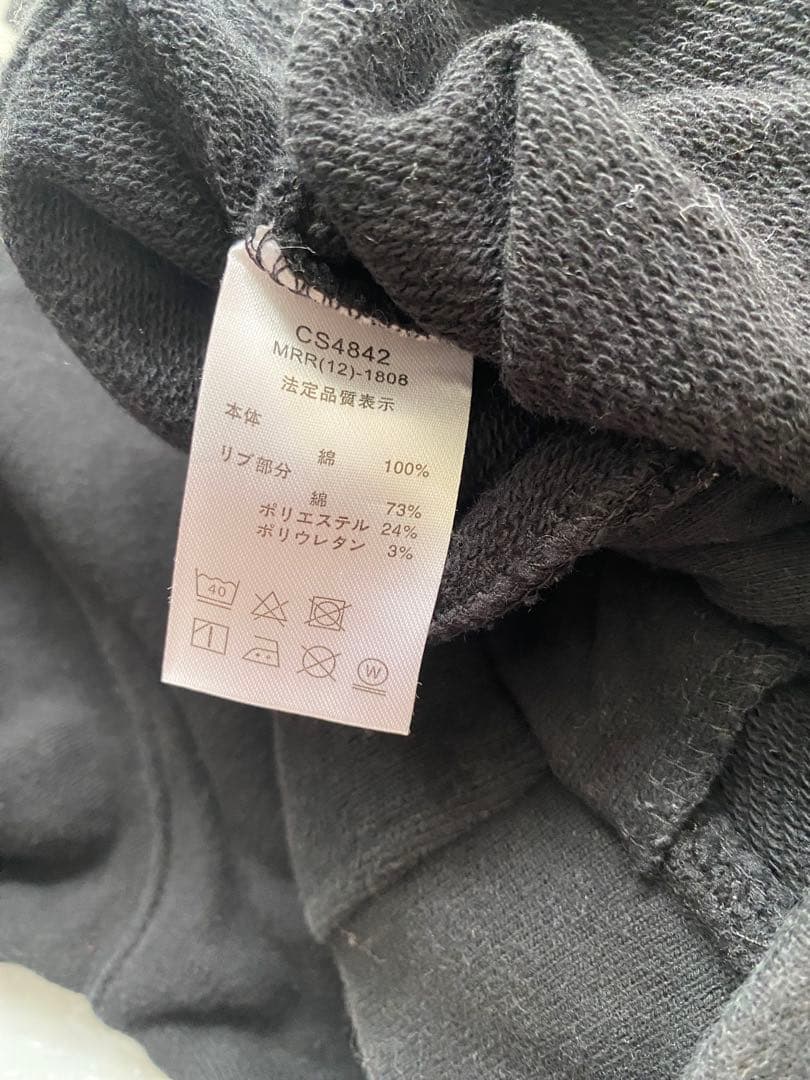 CS4842
MRR(12)-1808
法定品質表示
本体
綿 100%
リブ部分
綿 73%
ポリエステル 24%
ポリウレタン 3%
40
W